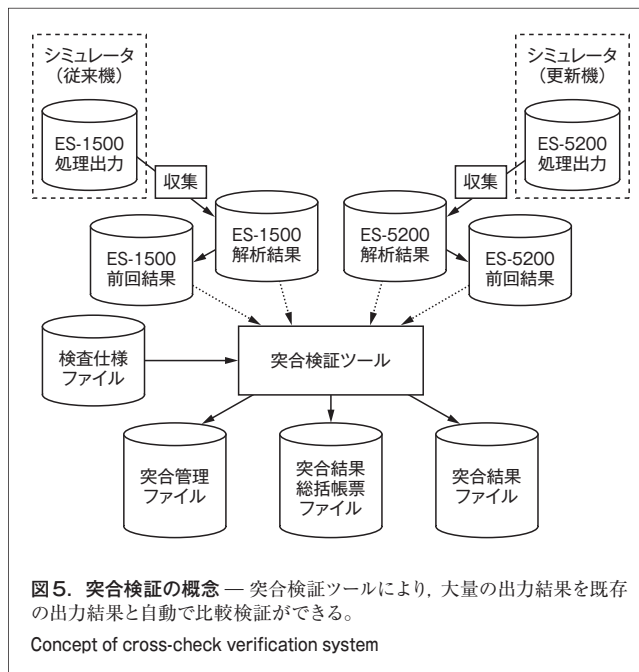 シミュレータ
(従来機)
シミュレータ
(更新機)
ES-1500
処理出力
ES-5200
処理出力
収集
収集
ES-1500
前回結果
ES-1500
解析結果
ES-5200
解析結果
ES-5200
前回結果
検査仕様
ファイル
突合検証ツール
突合管理
ファイル
突合結果
総括帳票
ファイル
突合結果
ファイル
図5. 突合検証の概念 — 突合検証ツールにより，大量の出力結果を既存
の出力結果と自動で比較検証ができる。
Concept of cross-check verification system